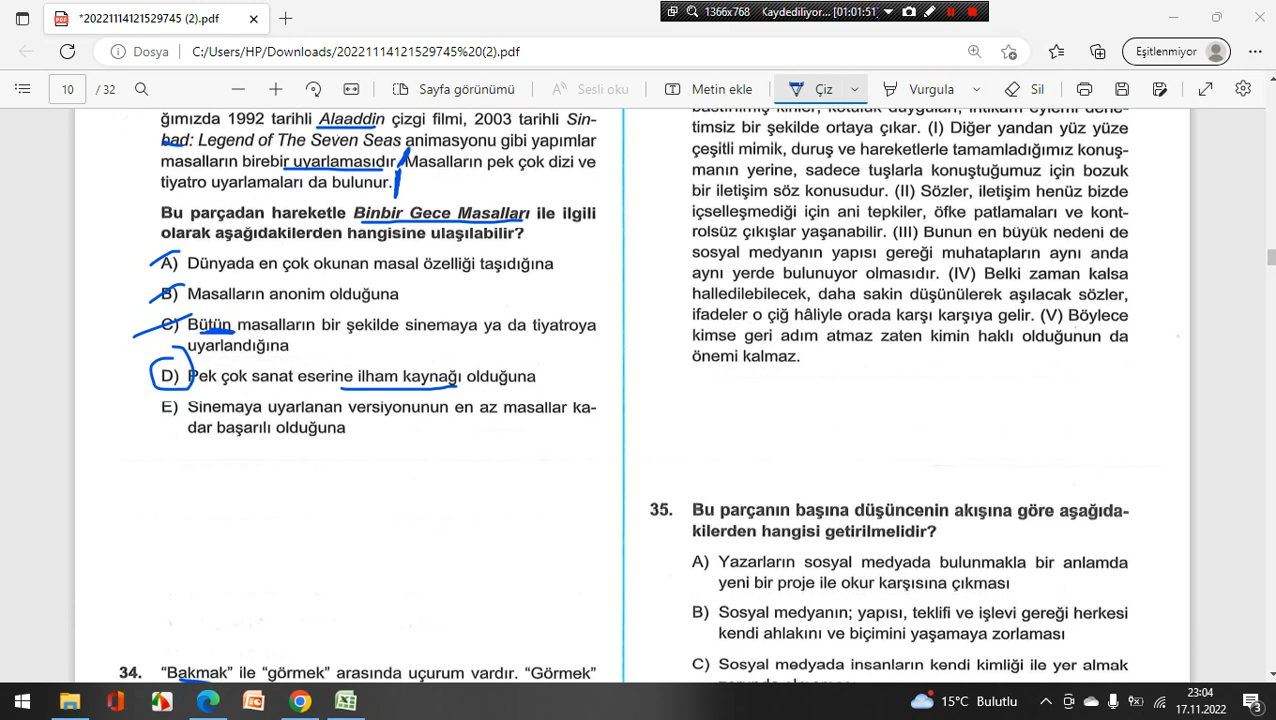 *20221114121529745 (2).pdf
1366x768 Kaydediliyor... [01:01:51]
Dosya C:/Users/HP/Downloads/20221114121529745%20(2).pdf
Eşitlenmiyor
10 / 32
Sayfa görünümü
Sesli oku
Metin ekle
Çiz
Vurgula
Sil
ğımızda 1992 tarihli Alaaddin çizgi filmi, 2003 tarihli Sin-
bad: Legend of The Seven Seas animasyonu gibi yapımlar
masalların birebir uyarlamasıdır. Masalların pek çok dizi ve
tiyatro uyarlamaları da bulunur.
Bu parçadan hareketle Binbir Gece Masalları ile ilgili
olarak aşağıdakilerden hangisine ulaşılabilir?
A) Dünyada en çok okunan masal özelliği taşıdığına
B) Masalların anonim olduğuna
C) Bütün masalların bir şekilde sinemaya ya da tiyatroya
uyarlandığına
D) Pek çok sanat eserine ilham kaynağı olduğuna
E) Sinemaya uyarlanan versiyonunun en az masallar ka-
dar başarılı olduğuna
34. “Bakmak” ile “görmek” arasında uçurum vardır. “Görmek”
bastırılmış kinler, kötülük duyguları, intikam eylemi dene-
timsiz bir şekilde ortaya çıkar. (I) Diğer yandan yüz yüze
çeşitli mimik, duruş ve hareketlerle tamamladığımız konuş-
manın yerine, sadece tuşlarla konuştuğumuz için bozuk
bir iletişim söz konusudur. (II) Sözler, iletişim henüz bizde
içselleşmediği için ani tepkiler, öfke patlamaları ve kont-
rolsüz çıkışlar yaşanabilir. (III) Bunun en büyük nedeni de
sosyal medyanın yapısı gereği muhatapların aynı anda
aynı yerde bulunuyor olmasıdır. (IV) Belki zaman kalsa
halledilebilecek, daha sakin düşünülerek aşılacak sözler,
ifadeler o çiğ hâliyle orada karşı karşıya gelir. (V) Böylece
kimse geri adım atmaz zaten kimin haklı olduğunun da
önemi kalmaz.
35. Bu parçanın başına düşüncenin akışına göre aşağıda-
kilerden hangisi getirilmelidir?
A) Yazarların sosyal medyada bulunmakla bir anlamda
yeni bir proje ile okur karşısına çıkması
B) Sosyal medyanın; yapısı, teklifi ve işlevi gereği herkesi
kendi ahlakını ve biçimini yaşamaya zorlaması
C) Sosyal medyada insanların kendi kimliği ile yer almak
15°C Bulutlu
23:04
17.11.2022
3